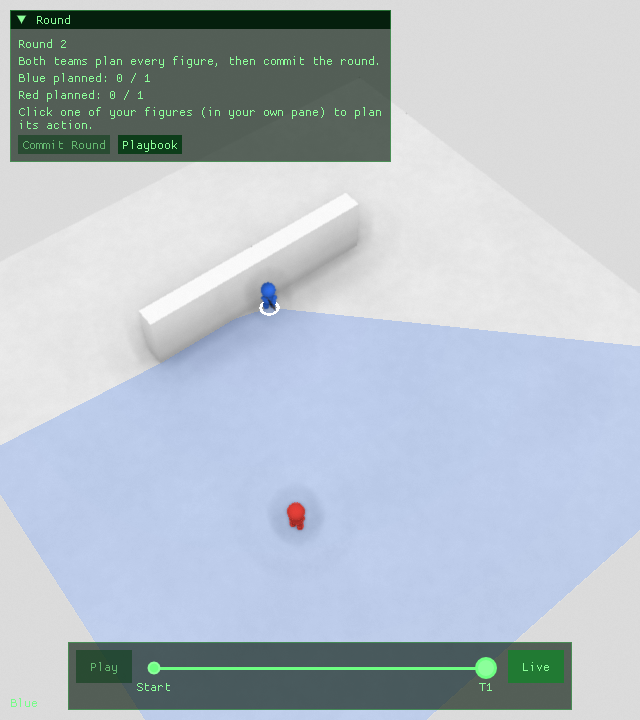 Round
Round 2
Both teams plan every figure, then commit the round.
Blue planned: 0 / 1
Red planned: 0 / 1
Click one of your figures (in your own pane) to plan
its action.
Commit Round Playbook
Play
Live
Start
T1
Blue